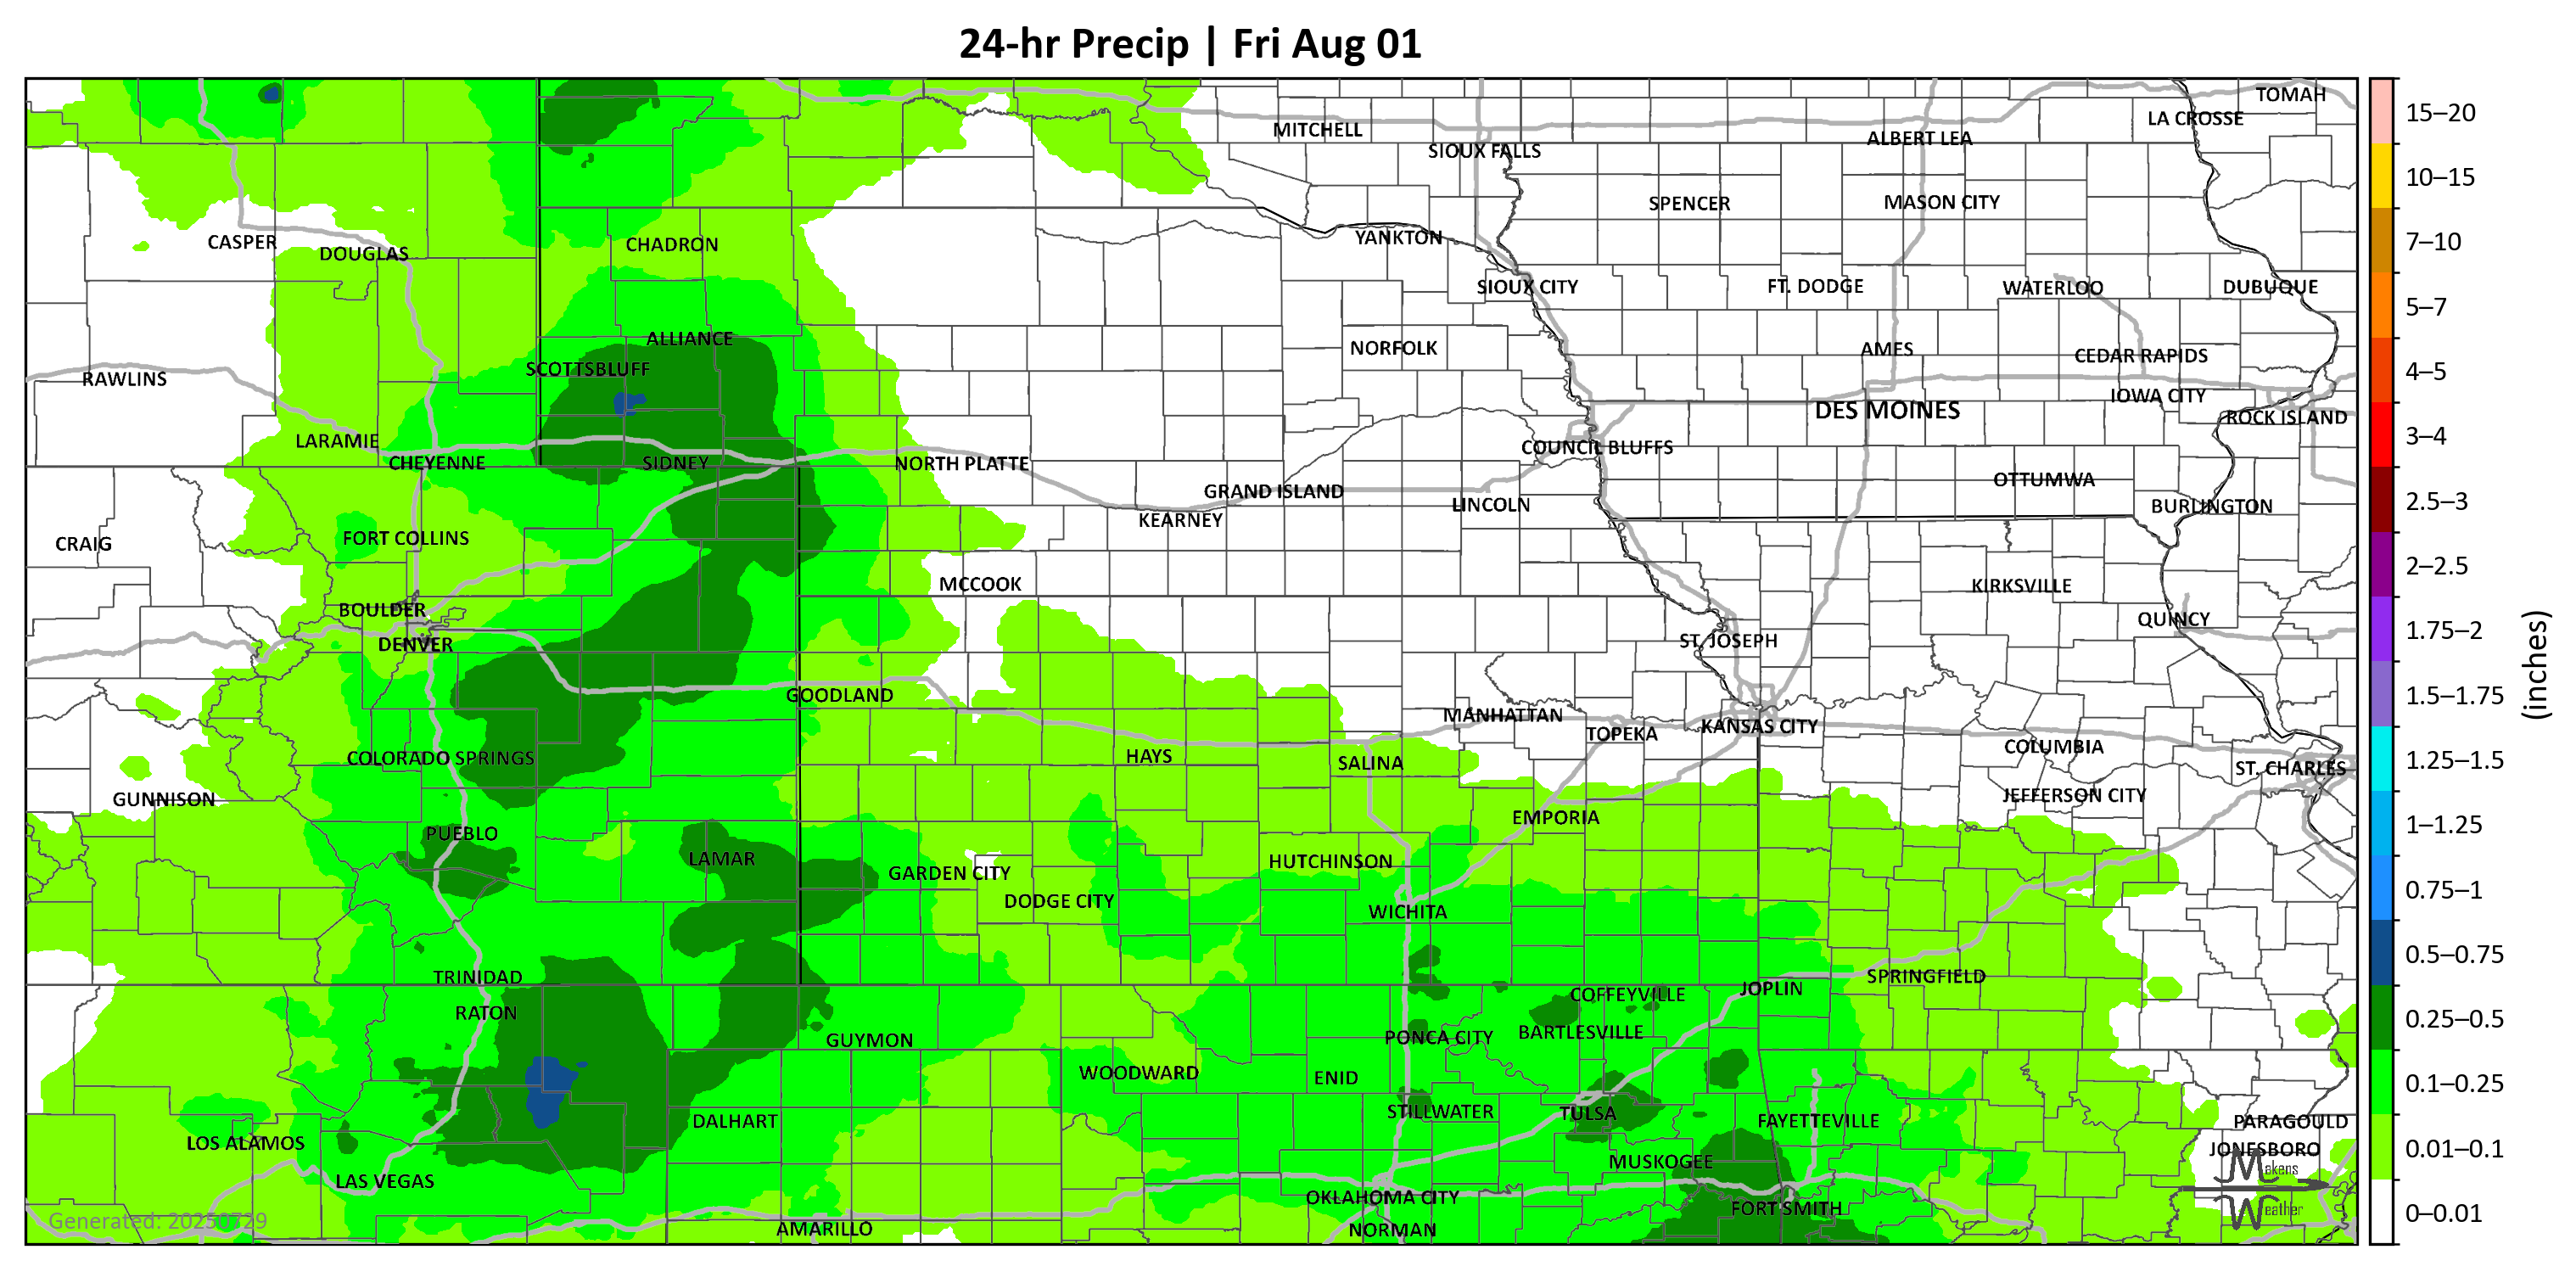 24-hr Precip | Fri Aug 01
TOMAH
LA CROSSE
MITCHELL
ALBERT LEA
SIOUX FALLS
SPENCER
MASON CITY
CASPER
DOUGLAS
CHADRON
YANKTON
SIOUX CITY
FT. DODGE
WATERLOO
DUBUQUE
ALLIANCE
NORFOLK
AMES
CEDAR RAPIDS
SCOTTSBLUFF
RAWLINS
IOWA CITY
DES MOINES
ROCK ISLAND
LARAMIE
COUNCIL BLUFFS
CHEYENNE
SIDNEY
NORTH PLATTE
OTTUMWA
GRAND ISLAND
LINCOLN
BURLINGTON
KEARNEY
CRAIG
FORT COLLINS
MCCOOK
KIRKSVILLE
BOULDER
QUINCY
DENVER
ST. JOSEPH
GOODLAND
MANHATTAN
TOPEKA
KANSAS CITY
COLUMBIA
COLORADO SPRINGS
HAYS
SALINA
ST. CHARLES
GUNNISON
JEFFERSON CITY
EMPORIA
PUEBLO
LAMAR
HUTCHINSON
GARDEN CITY
DODGE CITY
WICHITA
TRINIDAD
SPRINGFIELD
COFFEYVILLE
JOPLIN
RATON
GUYMON
PONCA CITY
BARTLESVILLE
WOODWARD
ENID
DALHART
STILLWATER
TULSA
FAYETTEVILLE
PARAGOULD
LOS ALAMOS
JONESBORO
LAS VEGAS
MUSKOGEE
OKLAHOMA CITY
FORT SMITH
AMARILLO
NORMAN
Generated: 20250729
Makens
Weather
15–20
10–15
7–10
5–7
4–5
3–4
2.5–3
2–2.5
1.75–2
1.5–1.75
1.25–1.5
1–1.25
0.75–1
0.5–0.75
0.25–0.5
0.1–0.25
0.01–0.1
0–0.01
(inches)